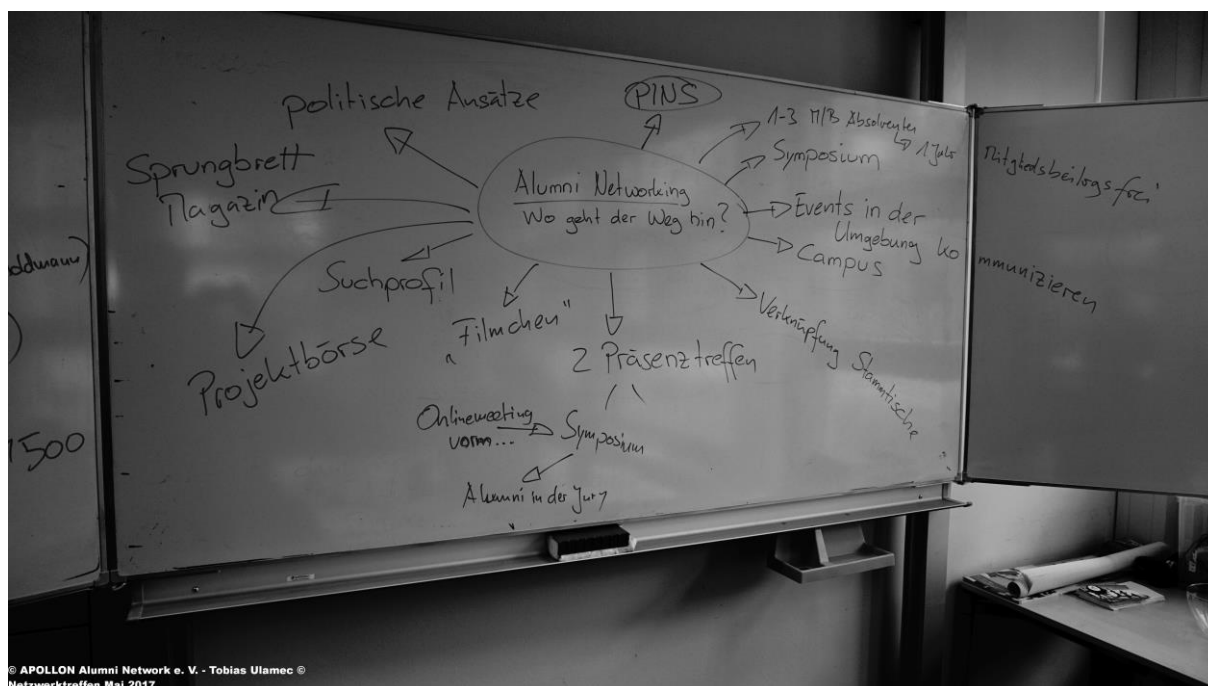 politische Ansätze
PINS
1-3 M/B Absolventen
1 Jahr
Mitgliedsbeitragsfrei
Sprungbrett
Magazin
Symposium
Alumni Networking
Wo geht der Weg hin?
Events in der
Umgebung kommunizieren
Campus
Suchprofil
„Filmchen"
Projektbörse
2 Präsenztreffen
Verknüpfung Stammtische
Onlinemeeting
vorm...
Symposium
Alumni in der Jury
1500
© APOLLON Alumni Network e. V. - Tobias Ulamec ©
Netzwerktreffen Mai 2017